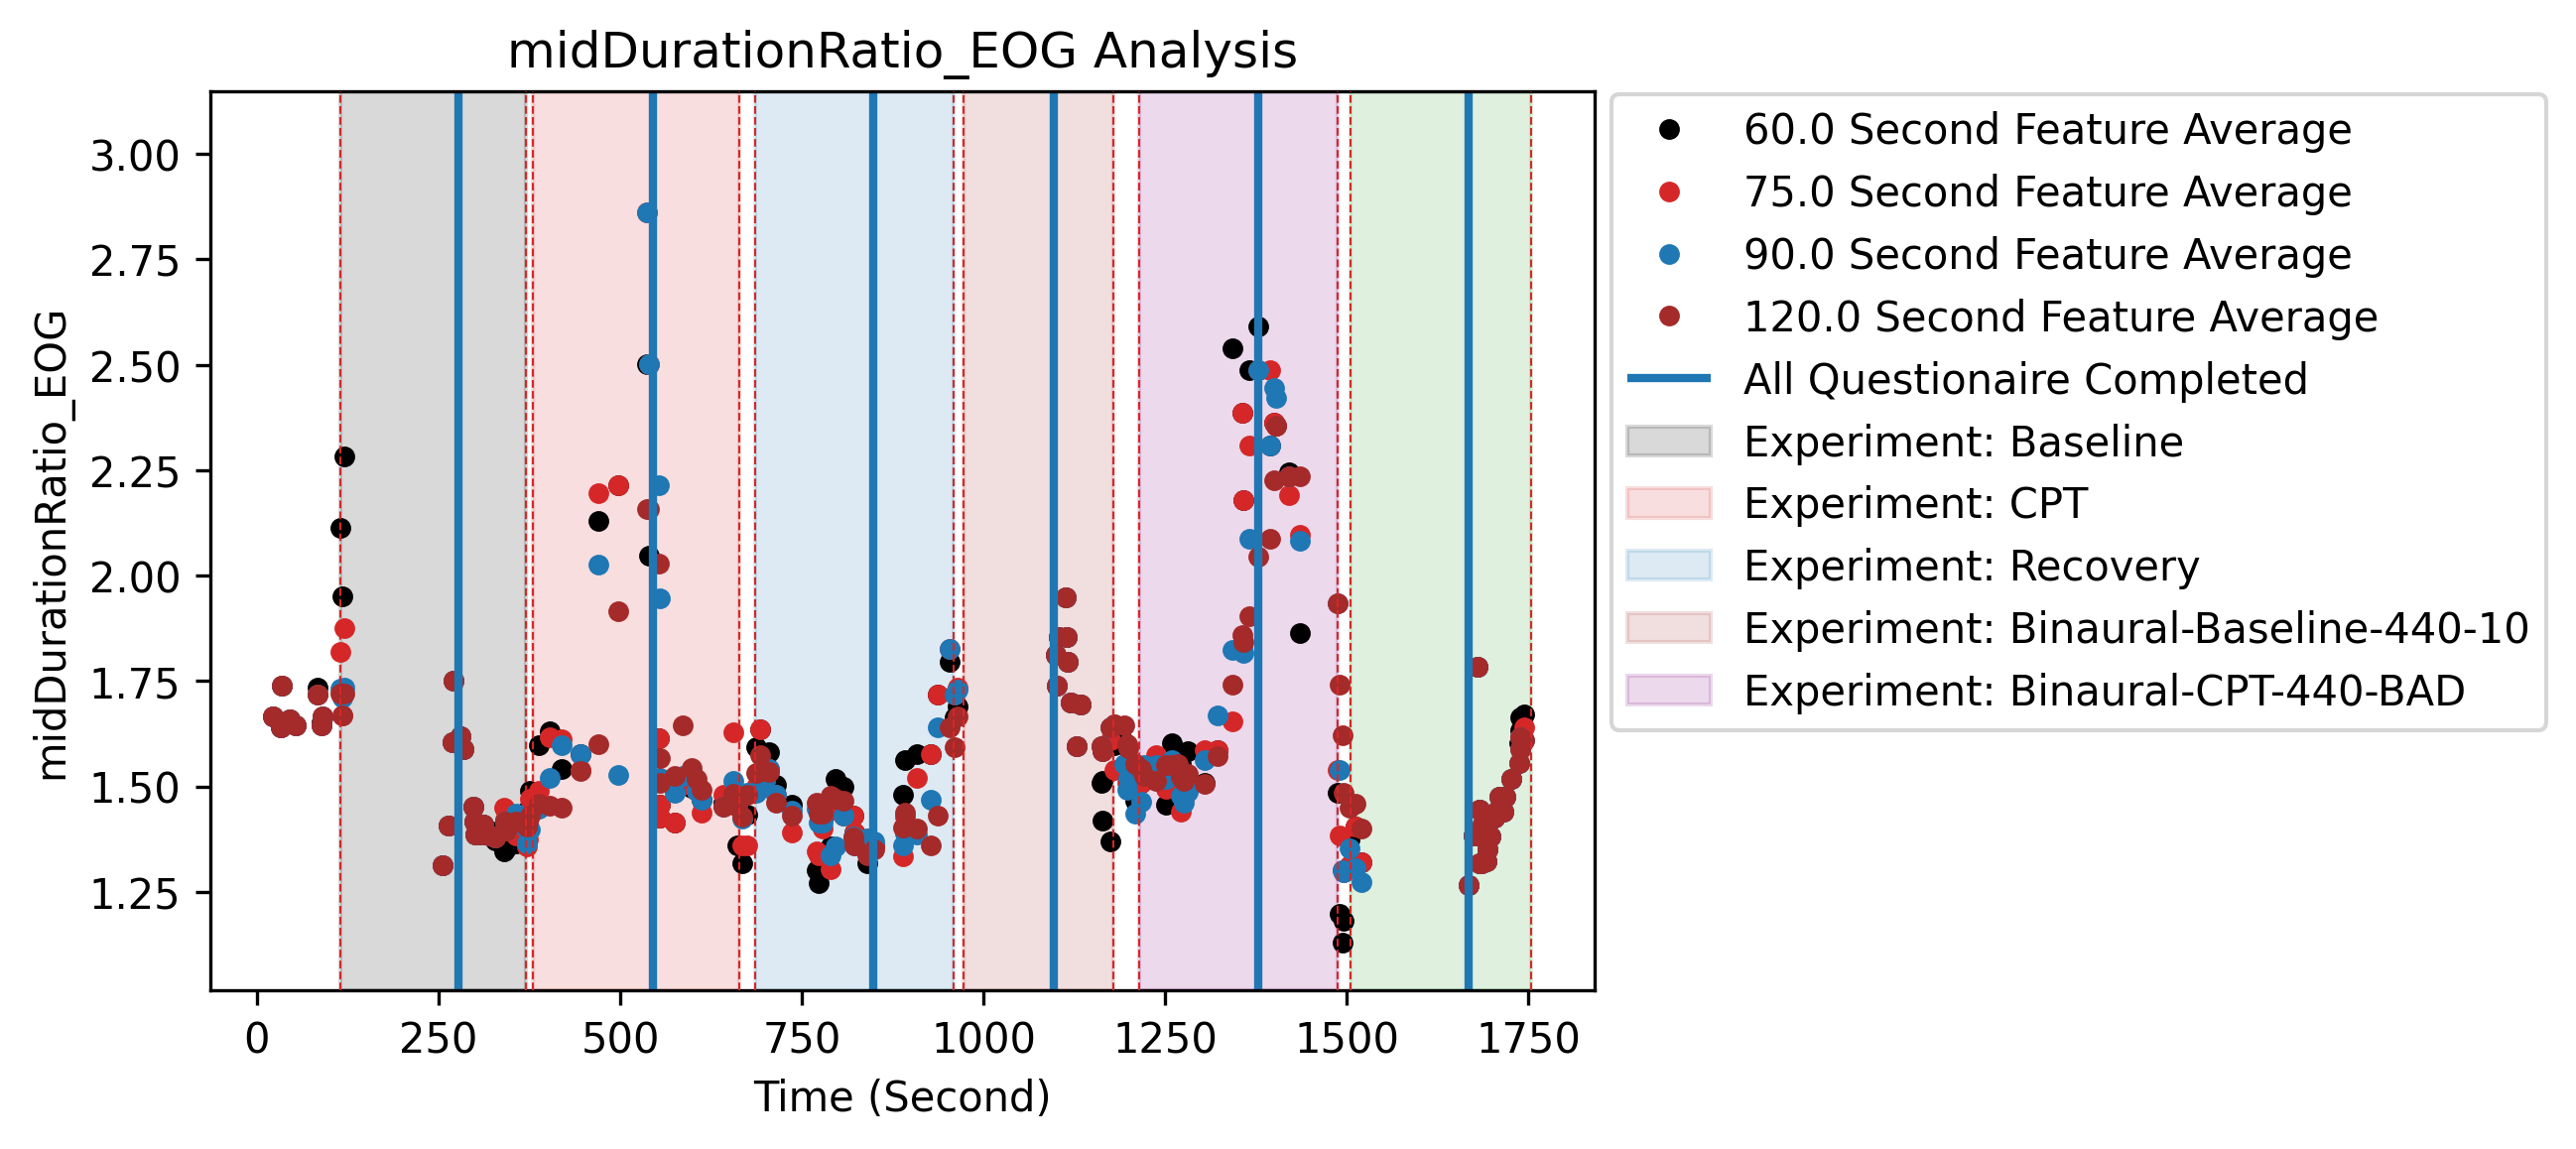 midDurationRatio_EOG Analysis
midDurationRatio_EOG
3.00
2.75
2.50
2.25
2.00
1.75
1.50
1.25
0 250 500 750 1000 1250 1500 1750
Time (Second)
60.0 Second Feature Average
75.0 Second Feature Average
90.0 Second Feature Average
120.0 Second Feature Average
All Questionaire Completed
Experiment: Baseline
Experiment: CPT
Experiment: Recovery
Experiment: Binaural-Baseline-440-10
Experiment: Binaural-CPT-440-BAD